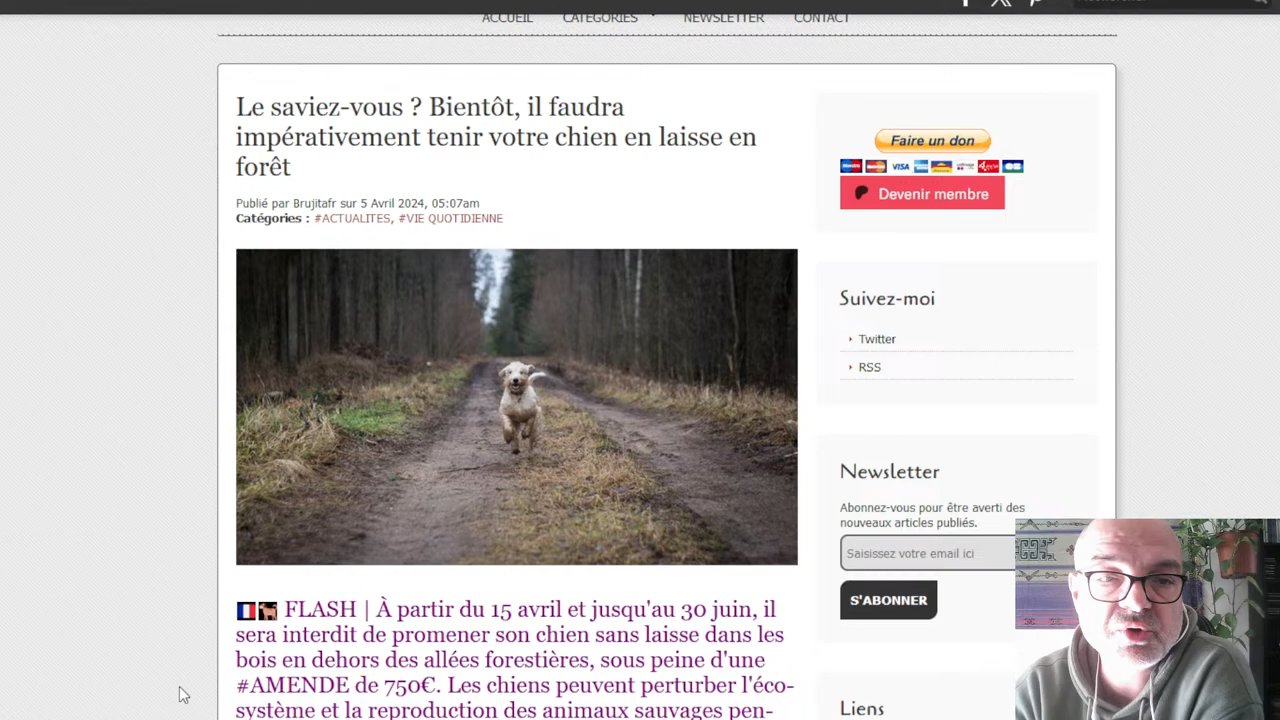 ACCUEIL CATÉGORIES NEWSLETTER CONTACT
Le saviez-vous ? Bientôt, il faudra
impérativement tenir votre chien en laisse en
forêt
Publié par Brujitafr sur 5 Avril 2024, 05:07am
Catégories : #ACTUALITES, #VIE QUOTIDIENNE
FLASH | À partir du 15 avril et jusqu'au 30 juin, il
sera interdit de promener son chien sans laisse dans les
bois en dehors des allées forestières, sous peine d'une
#AMENDE de 750€. Les chiens peuvent perturber l'éco-
système et la reproduction des animaux sauvages pen-
Faire un don
VISA
Devenir membre
Suivez-moi
Twitter
RSS
Newsletter
Abonnez-vous pour être averti des
nouveaux articles publiés.
Saisissez votre email ici
S'ABONNER
Liens